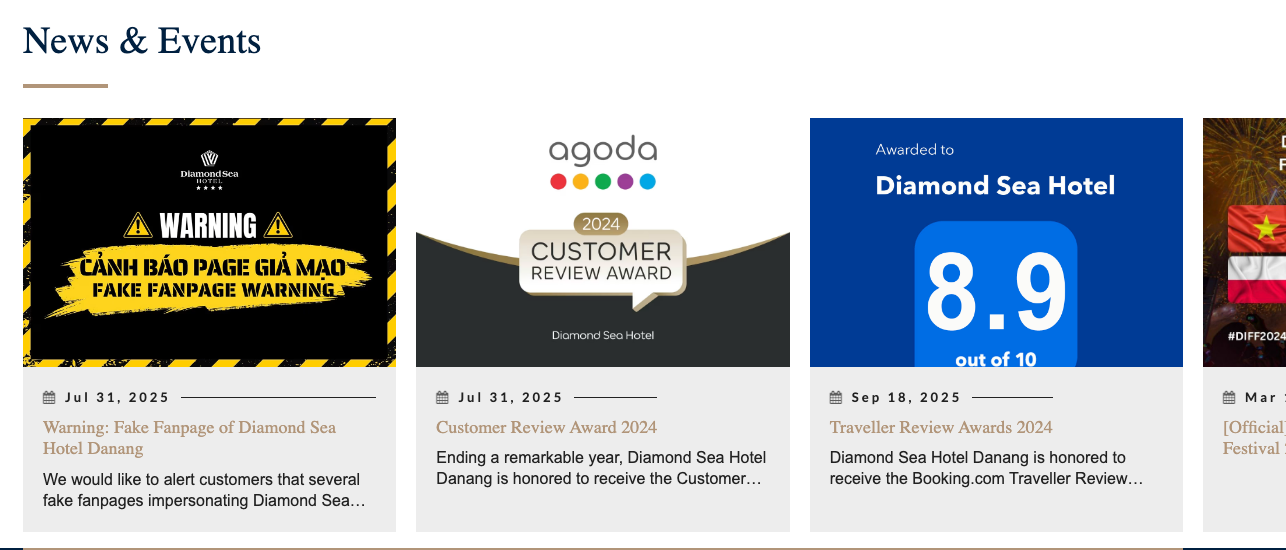 News & Events
Diamond Sea
HOTEL
WARNING
CẢNH BÁO PAGE GIẢ MẠO
FAKE FANPAGE WARNING
Jul 31, 2025
Warning: Fake Fanpage of Diamond Sea
Hotel Danang
We would like to alert customers that several
fake fanpages impersonating Diamond Sea…
agoda
2024
CUSTOMER
REVIEW AWARD
Diamond Sea Hotel
Jul 31, 2025
Customer Review Award 2024
Ending a remarkable year, Diamond Sea Hotel
Danang is honored to receive the Customer…
Awarded to
Diamond Sea Hotel
8.9
out of 10
Sep 18, 2025
Traveller Review Awards 2024
Diamond Sea Hotel Danang is honored to
receive the Booking.com Traveller Review…
#DIFF2024
Mar
[Official]
Festival